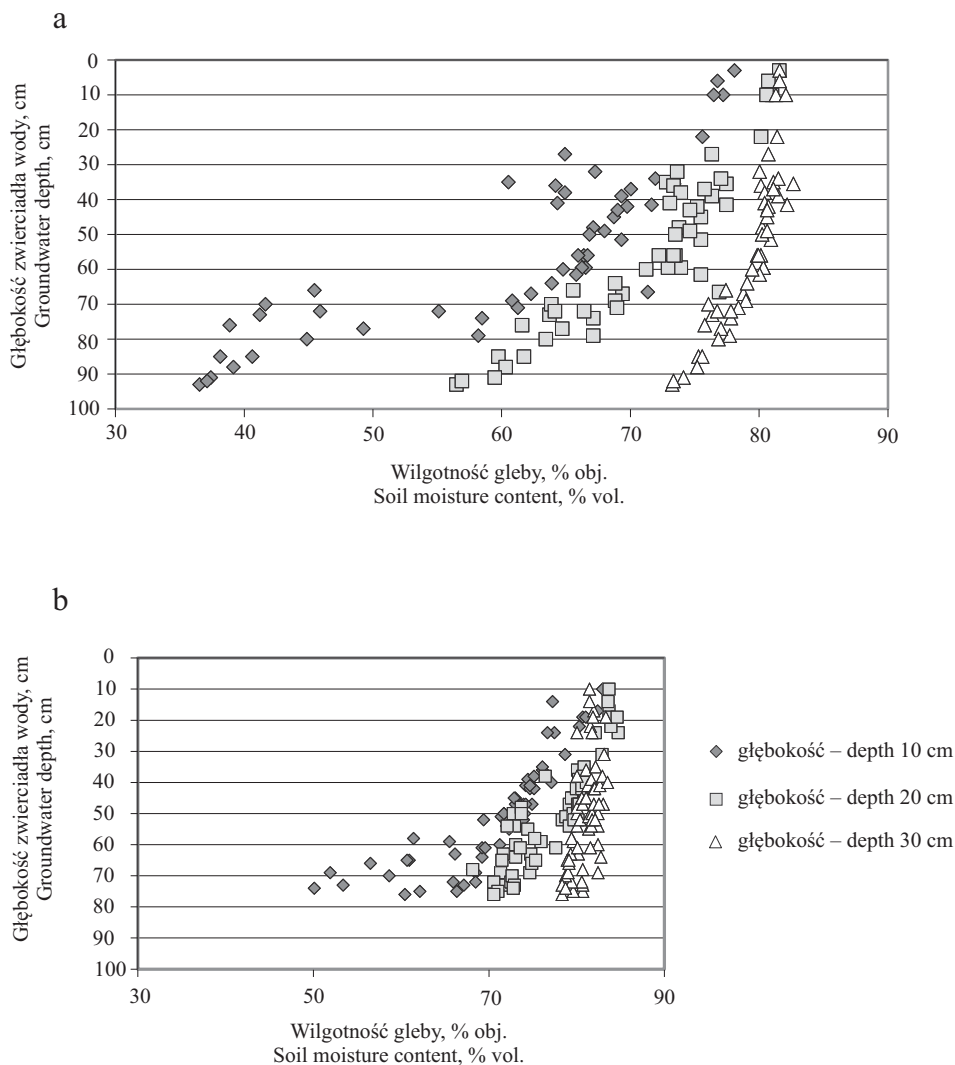 a
Głębokość zwierciadła wody, cm
Groundwater depth, cm
0
10
20
30
40
50
60
70
80
90
100
30 40 50 60 70 80 90
Wilgotność gleby, % obj.
Soil moisture content, % vol.
b
Głębokość zwierciadła wody, cm
Groundwater depth, cm
0
10
20
30
40
50
60
70
80
90
100
30 50 70 90
Wilgotność gleby, % obj.
Soil moisture content, % vol.
głębokość – depth 10 cm
głębokość – depth 20 cm
głębokość – depth 30 cm